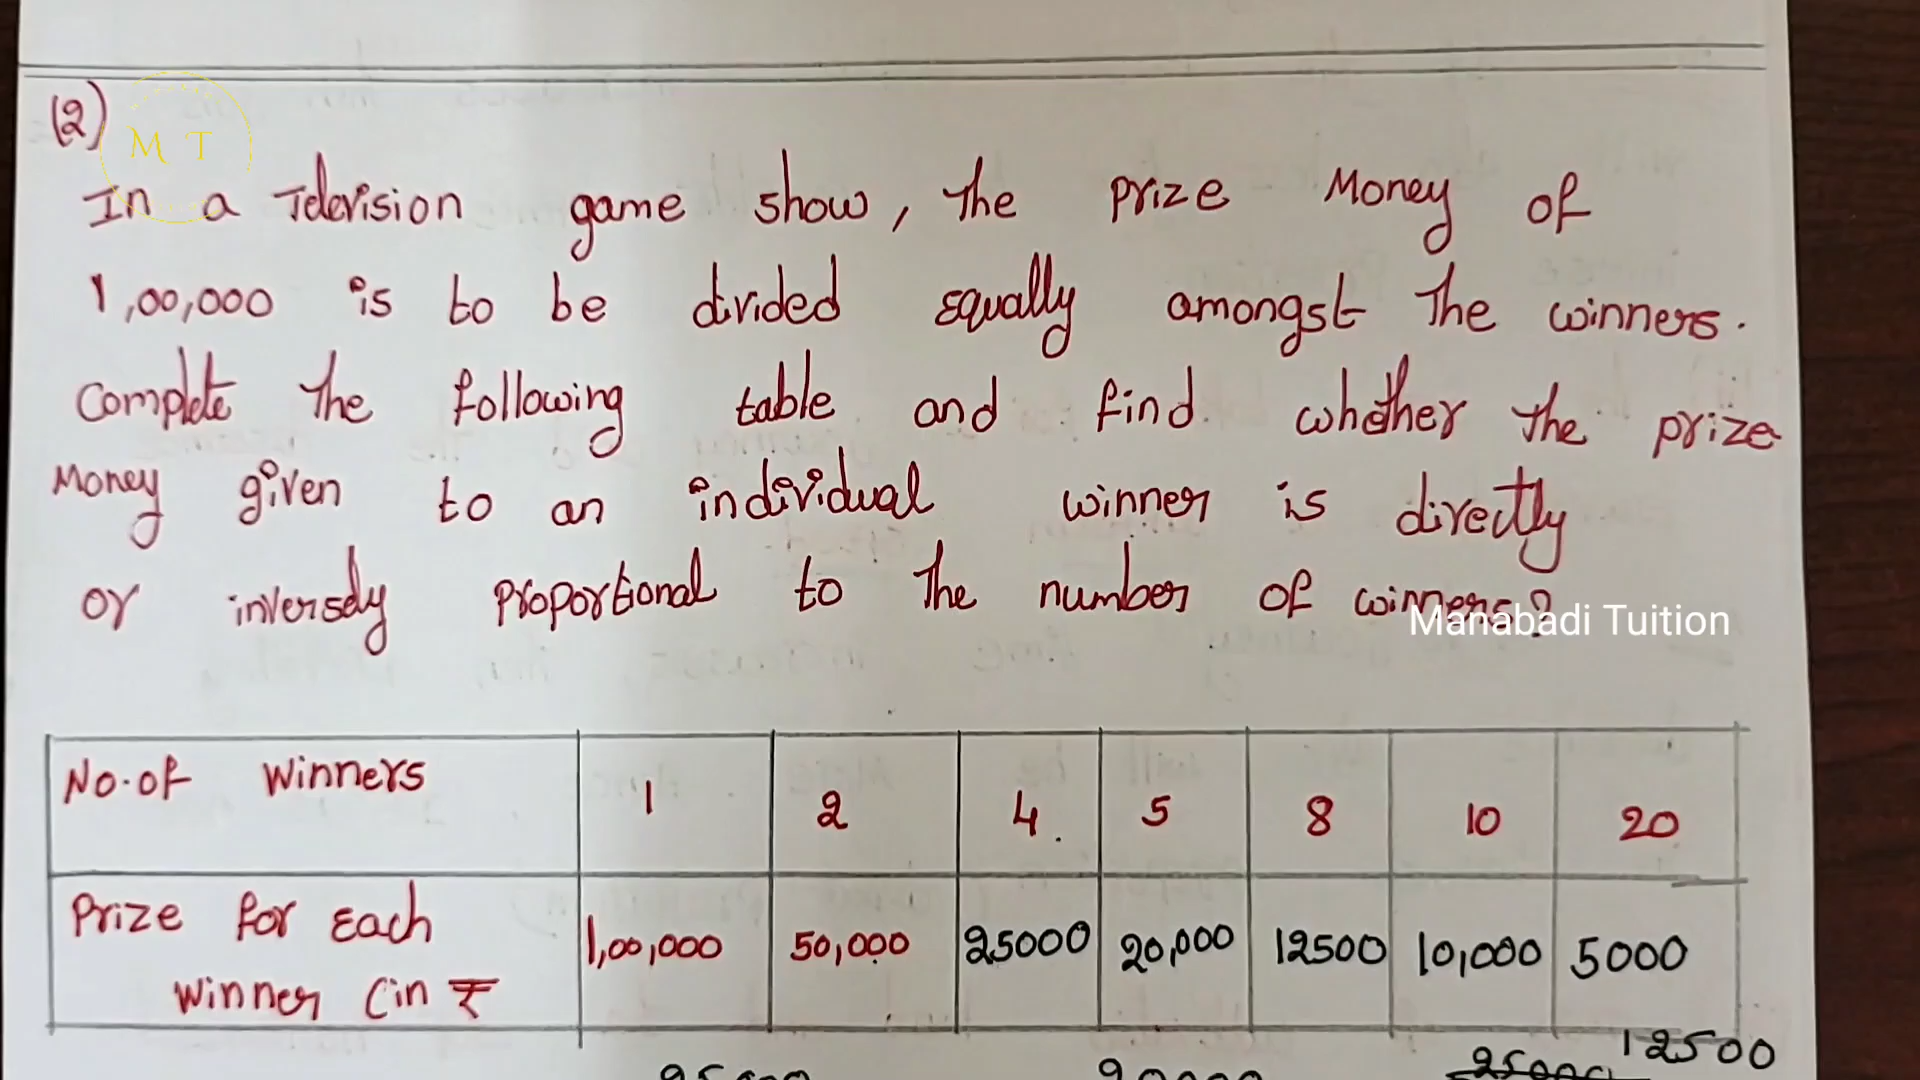 (2)
M T
In a Television game show, the prize Money of
1,00,000 is to be divided equally amongst the winners.
Complete the following table and find whether the prize
Money given to an individual winner is directly
or inversely proportional to the number of winners?
Manabadi Tuition
No. of Winners 1 2 4 5 8 10 20
Prize for Each 1,00,000 50,000 25000 20,000 12500 10,000 5000
Winner (in ₹
12500
25000